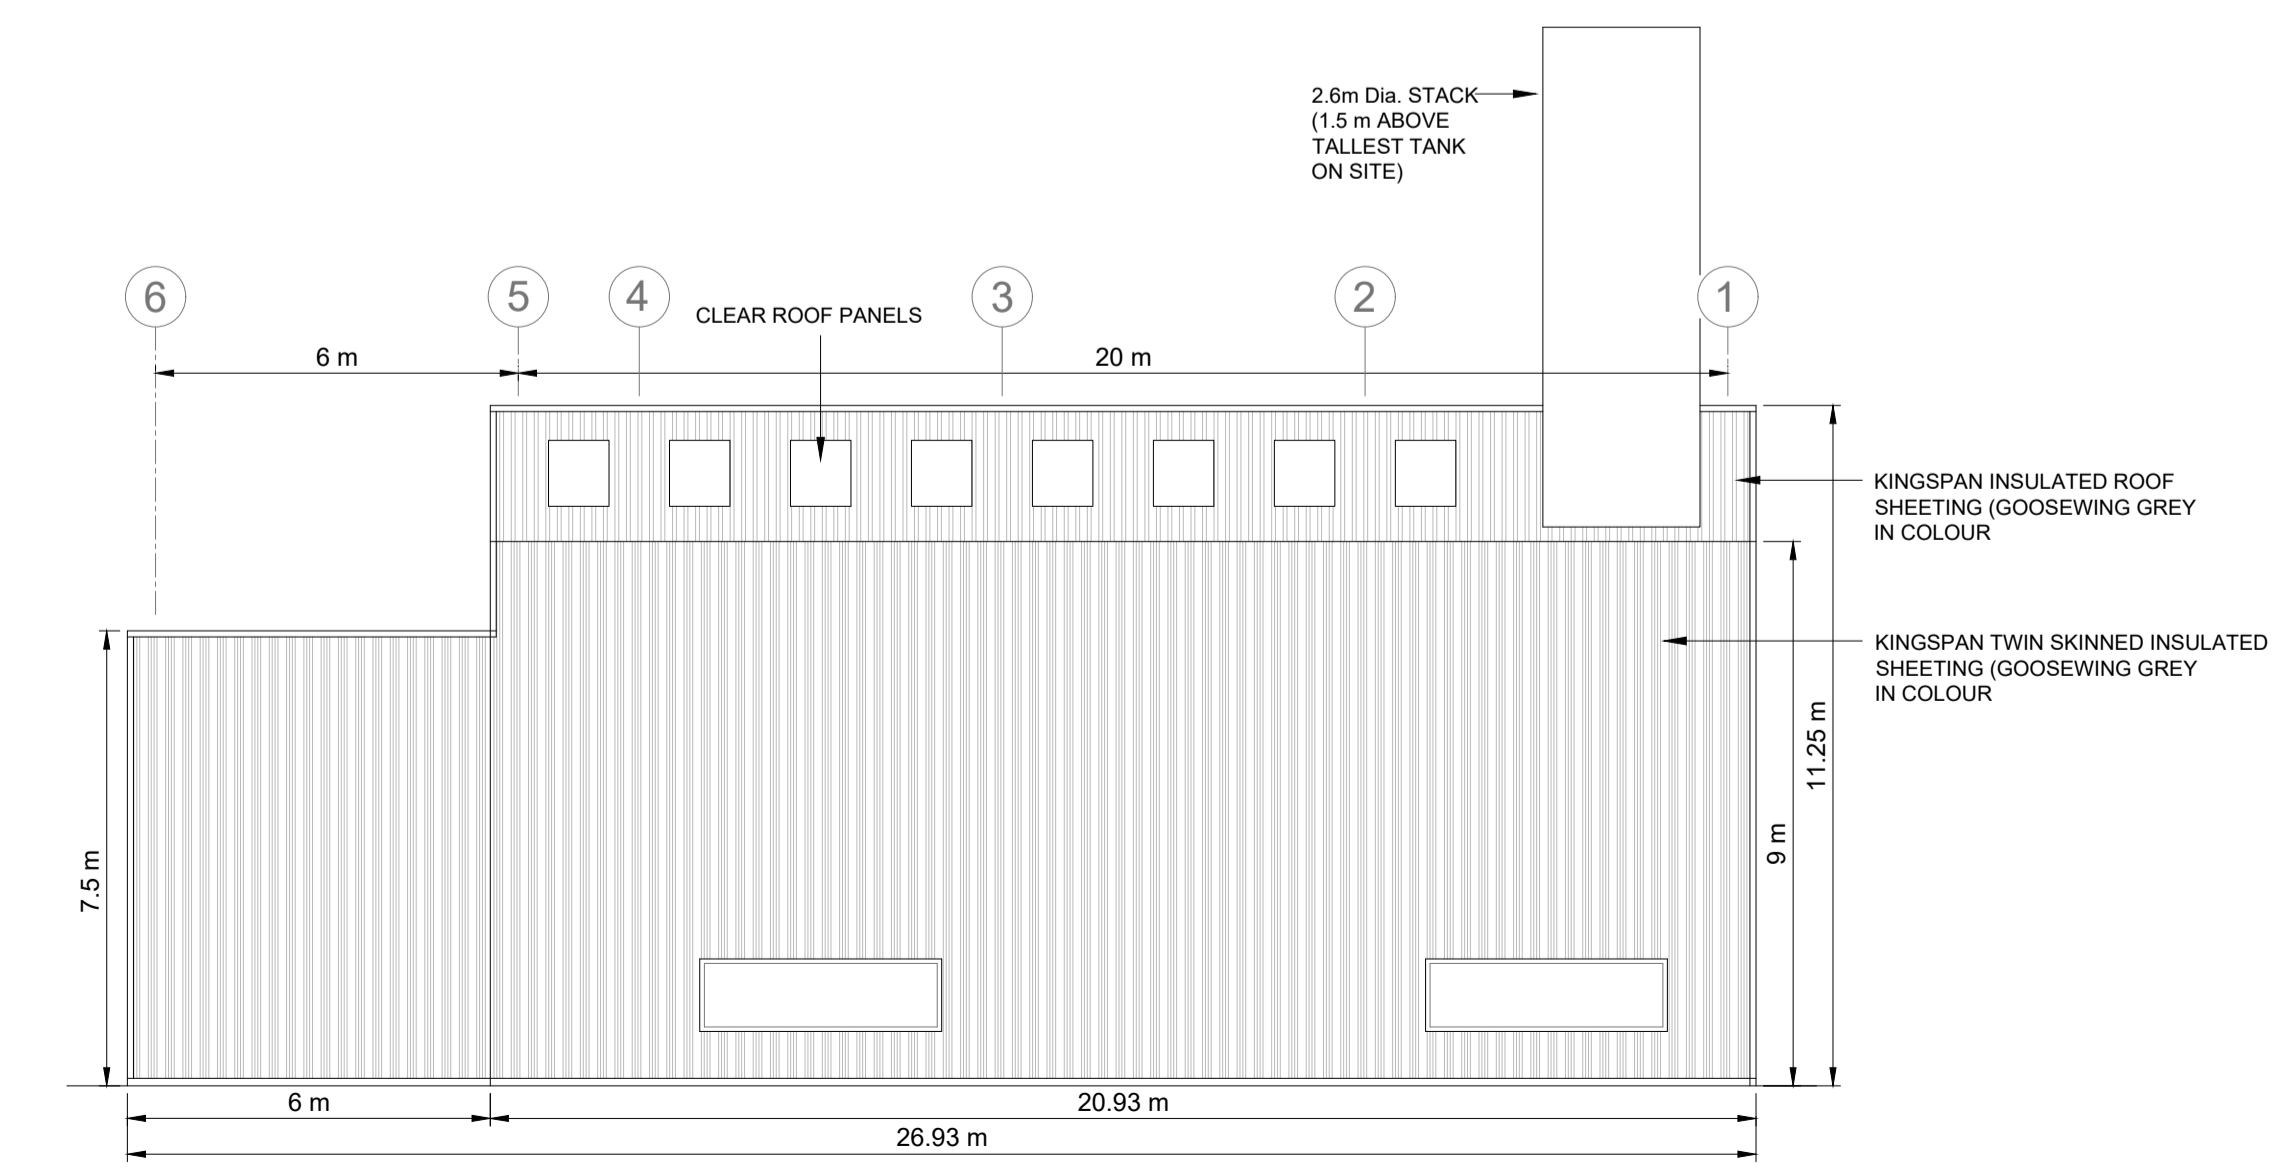 2.6m Dia. STACK
(1.5 m ABOVE
TALLEST TANK
ON SITE)
6
5
4
3
2
1
CLEAR ROOF PANELS
6 m
20 m
KINGSPAN INSULATED ROOF
SHEETING (GOOSEWING GREY
IN COLOUR
KINGSPAN TWIN SKINNED INSULATED
SHEETING (GOOSEWING GREY
IN COLOUR
11.25 m
9 m
7.5 m
6 m
20.93 m
26.93 m